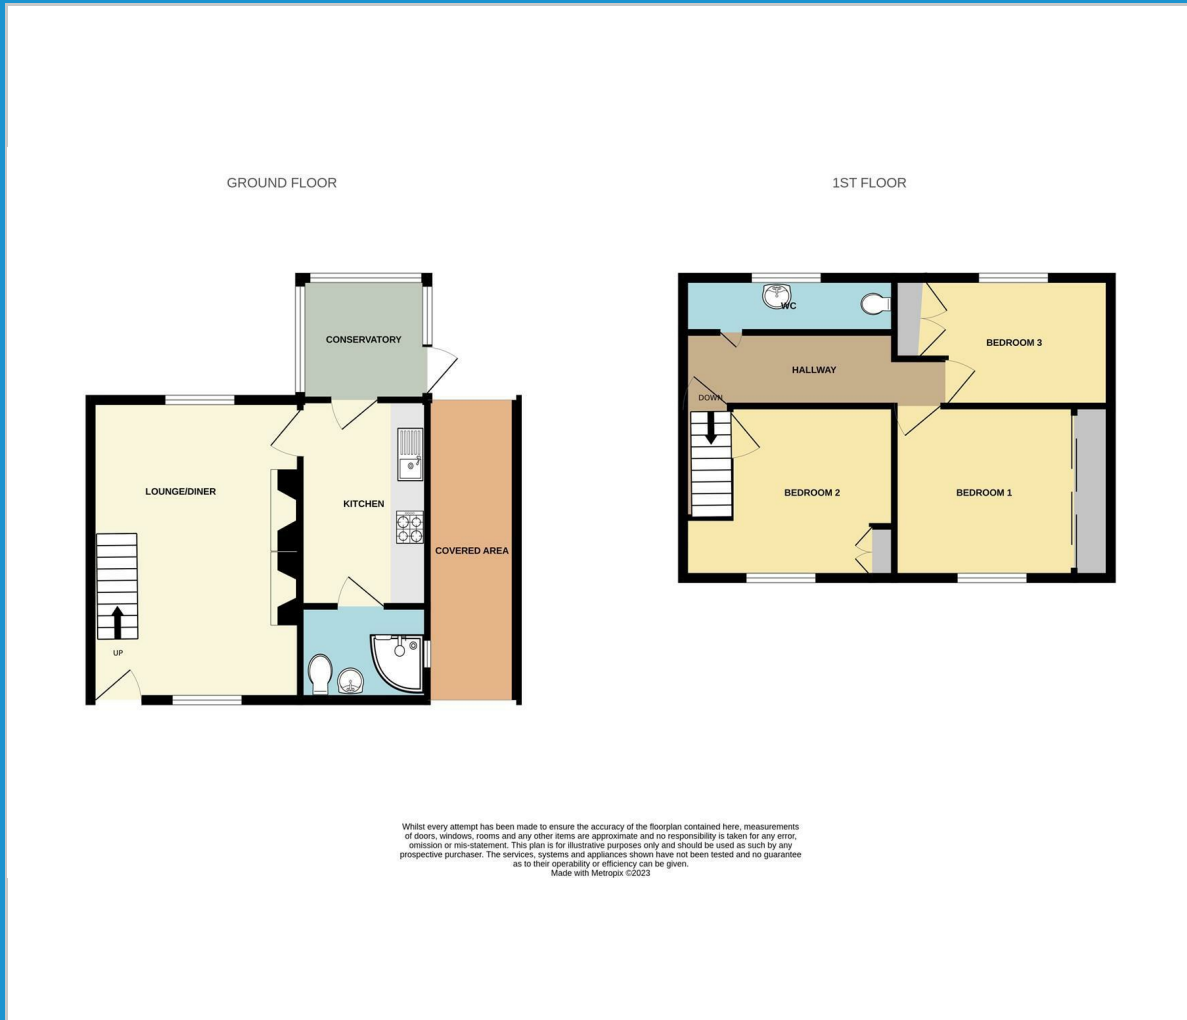 GROUND FLOOR
1ST FLOOR
CONSERVATORY
LOUNGE/DINER
KITCHEN
COVERED AREA
UP
WC
BEDROOM 3
HALLWAY
DOWN
BEDROOM 2
BEDROOM 1
Whilst every attempt has been made to ensure the accuracy of the floorplan contained here, measurements
of doors, windows, rooms and any other items are approximate and no responsibility is taken for any error,
omission or mis-statement. This plan is for illustrative purposes only and should be used as such by any
prospective purchaser. The services, systems and appliances shown have not been tested and no guarantee
as to their operability or efficiency can be given.
Made with Metropix ©2023